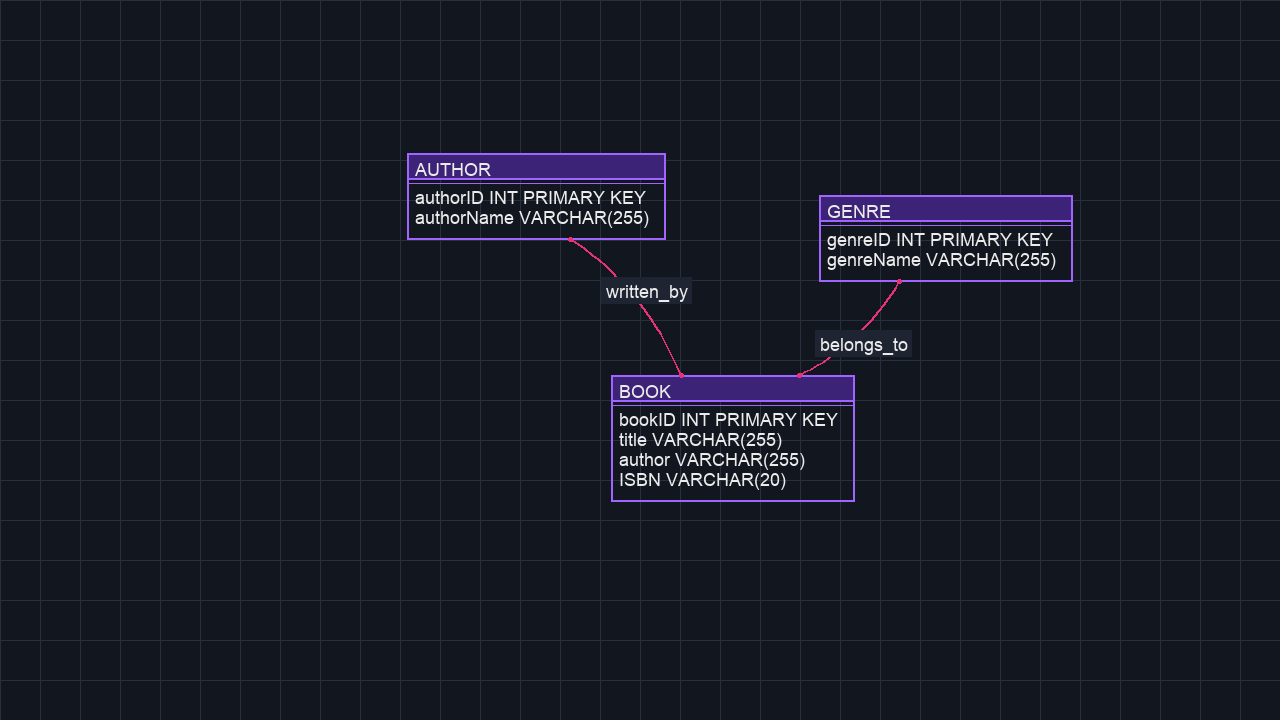 AUTHOR
authorID INT PRIMARY KEY
authorName VARCHAR(255)
GENRE
genreID INT PRIMARY KEY
genreName VARCHAR(255)
written_by
belongs_to
BOOK
bookID INT PRIMARY KEY
title VARCHAR(255)
author VARCHAR(255)
ISBN VARCHAR(20)